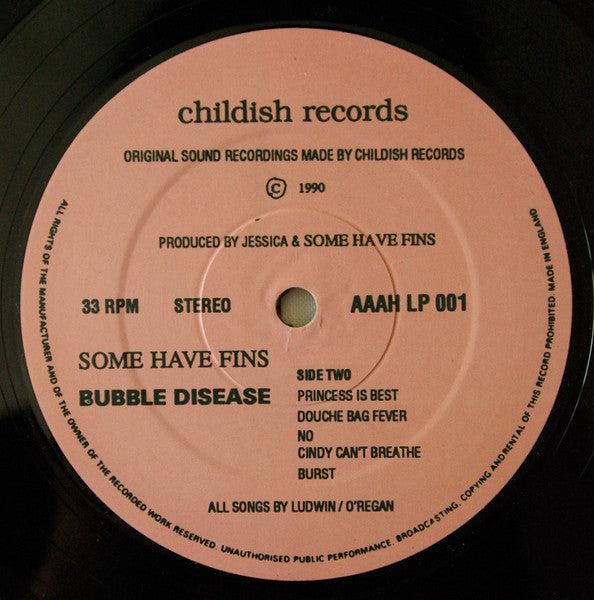 childish records
ORIGINAL SOUND RECORDINGS MADE BY CHILDISH RECORDS
© 1990
PRODUCED BY JESSICA & SOME HAVE FINS
33 RPM STEREO AAAH LP 001
SOME HAVE FINS
BUBBLE DISEASE
SIDE TWO
PRINCESS IS BEST
DOUCHE BAG FEVER
NO
CINDY CAN'T BREATHE
BURST
ALL SONGS BY LUDWIN / O'REGAN
ALL RIGHTS OF THE MANUFACTURER AND OF THE OWNER OF THE RECORDED WORK RESERVED. UNAUTHORISED PUBLIC PERFORMANCE. BROADCASTING, COPYING AND RENTAL OF THIS RECORD PROHIBITED. MADE IN ENGLAND